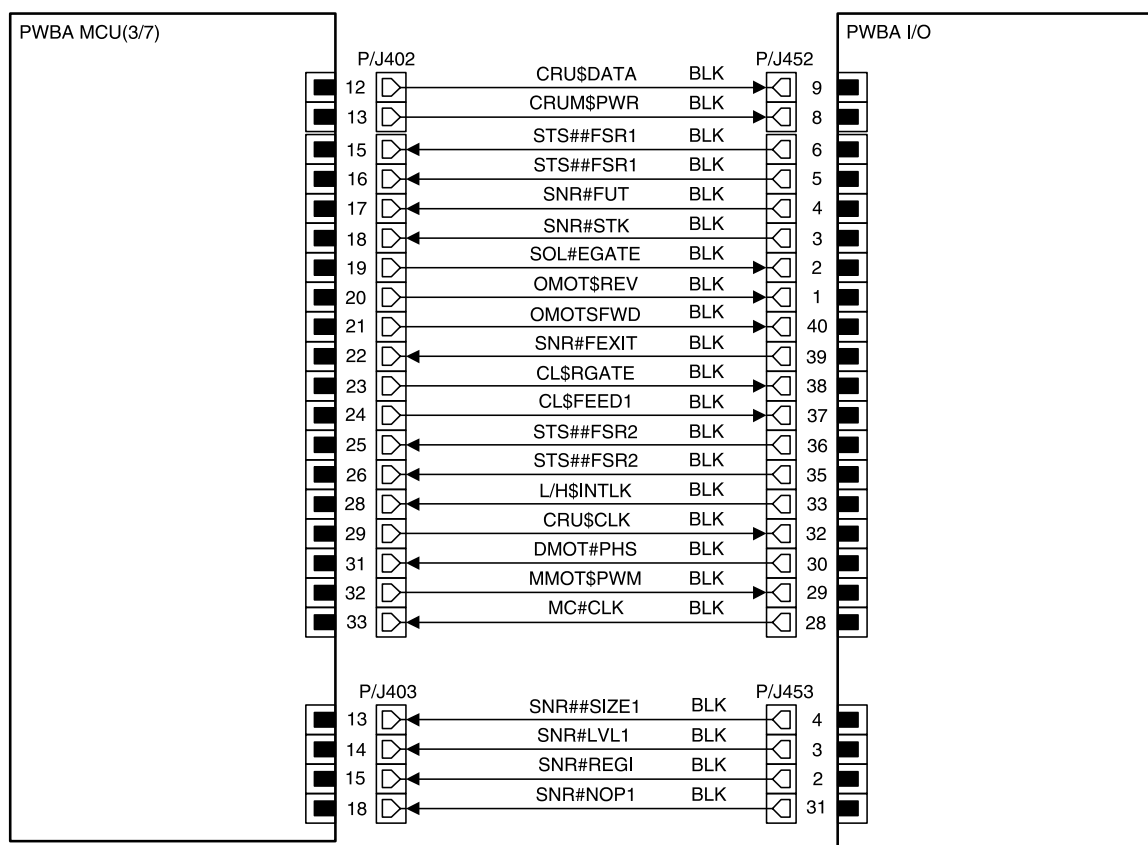 PWBA MCU(3/7) PWBA I/O
P/J402 P/J452
12 CRU$DATA BLK 9
13 CRUM$PWR BLK 8
15 STS##FSR1 BLK 6
16 STS##FSR1 BLK 5
17 SNR#FUT BLK 4
18 SNR#STK BLK 3
19 SOL#EGATE BLK 2
20 OMOT$REV BLK 1
21 OMOTSFWD BLK 40
22 SNR#FEXIT BLK 39
23 CL$RGATE BLK 38
24 CL$FEED1 BLK 37
25 STS##FSR2 BLK 36
26 STS##FSR2 BLK 35
28 L/H$INTLK BLK 33
29 CRU$CLK BLK 32
31 DMOT#PHS BLK 30
32 MMOT$PWM BLK 29
33 MC#CLK BLK 28
P/J403 P/J453
13 SNR##SIZE1 BLK 4
14 SNR#LVL1 BLK 3
15 SNR#REGI BLK 2
18 SNR#NOP1 BLK 31